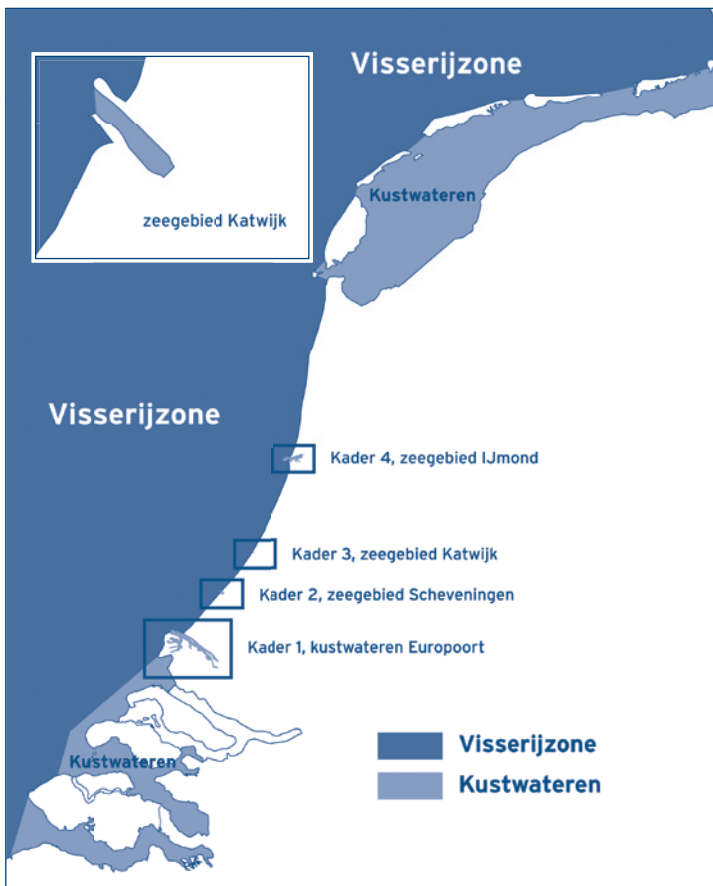 Visserijzone
zeegebied Katwijk
Kustwateren
Visserijzone
Kader 4, zeegebied IJmond
Kader 3, zeegebied Katwijk
Kader 2, zeegebied Scheveningen
Kader 1, kustwateren Europoort
Kustwateren
Visserijzone
Kustwateren